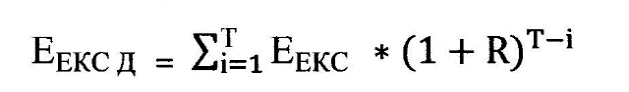 Е_ЕКС Д = ∑_{i=1}^{T} Е_ЕКС * (1 + R)^{T−i}